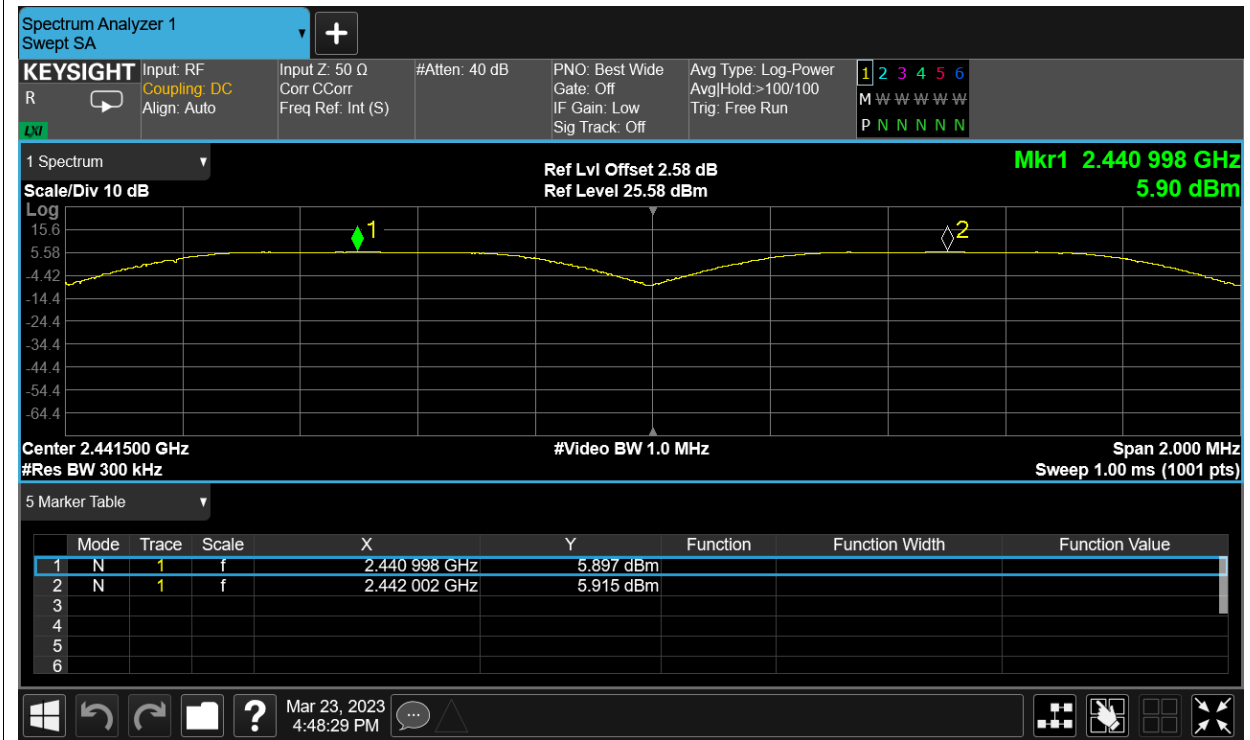 Spectrum Analyzer 1
Swept SA
+
KEYSIGHT
R
LXI
Input: RF
Coupling: DC
Align: Auto
Input Z: 50 Ω
Corr CCorr
Freq Ref: Int (S)
#Atten: 40 dB
PNO: Best Wide
Gate: Off
IF Gain: Low
Sig Track: Off
Avg Type: Log-Power
Avg|Hold:>100/100
Trig: Free Run
1 2 3 4 5 6
M W W W W W
P N N N N N
1 Spectrum
Scale/Div 10 dB
Ref Lvl Offset 2.58 dB
Ref Level 25.58 dBm
Mkr1 2.440 998 GHz
5.90 dBm
Log
15.6
5.58
-4.42
-14.4
-24.4
-34.4
-44.4
-54.4
-64.4
1
2
Center 2.441500 GHz
#Res BW 300 kHz
#Video BW 1.0 MHz
Span 2.000 MHz
Sweep 1.00 ms (1001 pts)
5 Marker Table
Mode Trace Scale X Y Function Function Width Function Value
1 N 1 f 2.440 998 GHz 5.897 dBm
2 N 1 f 2.442 002 GHz 5.915 dBm
3
4
5
6
?
Mar 23, 2023
4:48:29 PM